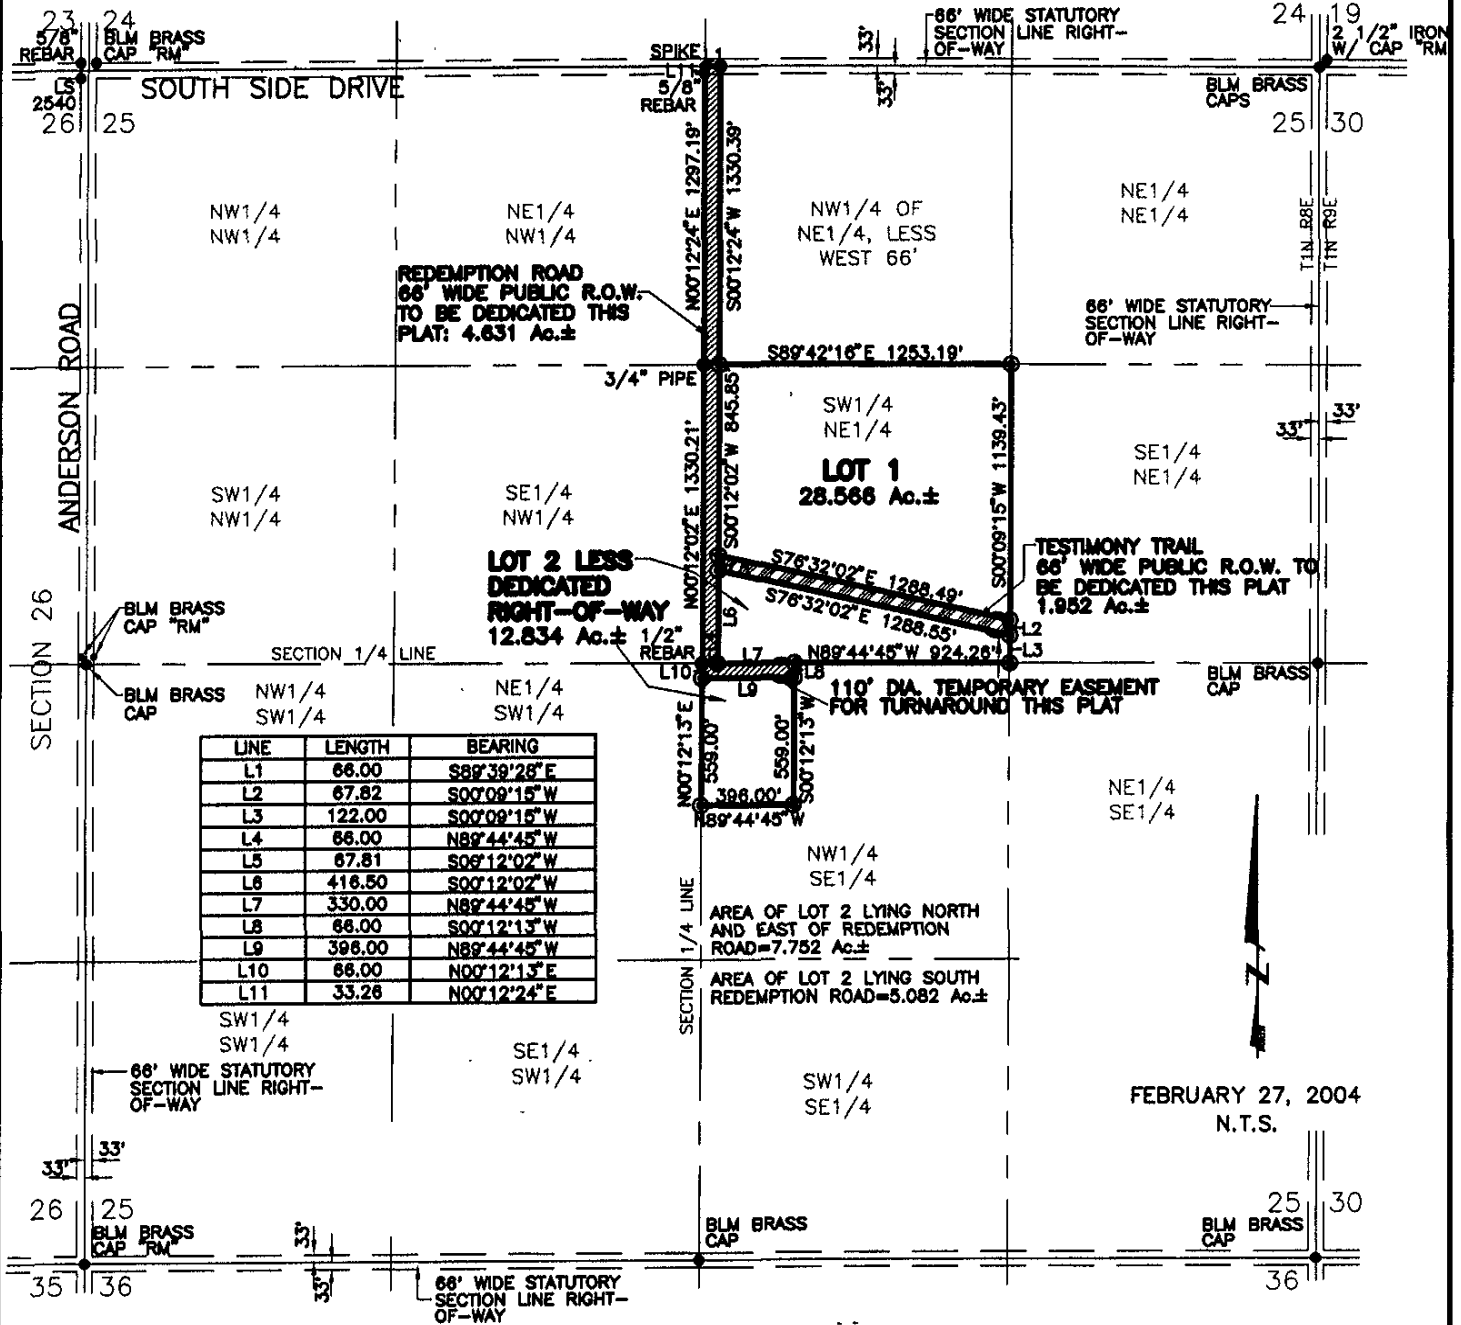 23 24
5/8"
REBAR
BLM BRASS
CAP "RM"
LS
2540
26 25
SOUTH SIDE DRIVE
SPIKE
L11
5/8"
REBAR
33'
33'
66' WIDE STATUTORY
SECTION LINE RIGHT-
OF-WAY
24 19
2 1/2" IRON
W/ CAP "RM
BLM BRASS
CAPS
25 30
N00°12'24"E 1297.19'
S00°12'24"W 1330.39'
NW1/4
NW1/4
NE1/4
NW1/4
NW1/4 OF
NE1/4, LESS
WEST 66'
NE1/4
NE1/4
T1N R8E
T1N R9E
REDEMPTION ROAD
66' WIDE PUBLIC R.O.W.
TO BE DEDICATED THIS
PLAT: 4.631 Ac.±
66' WIDE STATUTORY
SECTION LINE RIGHT-
OF-WAY
ANDERSON ROAD
3/4" PIPE
S89°42'16"E 1253.19'
N00°12'02"E 1330.21'
S00°12'02"W 845.85'
SW1/4
NE1/4
LOT 1
28.566 Ac.±
S00°09'15"W 1139.43'
33'
33'
SE1/4
NE1/4
SW1/4
NW1/4
SE1/4
NW1/4
LOT 2 LESS
DEDICATED
RIGHT-OF-WAY
12.834 Ac.±
1/2"
REBAR
S76°32'02"E 1288.49'
S76°32'02"E 1288.55'
TESTIMONY TRAIL
66' WIDE PUBLIC R.O.W. TO
BE DEDICATED THIS PLAT
1.952 Ac.±
L6
L2
L3
SECTION 26
BLM BRASS
CAP "RM"
SECTION 1/4 LINE
BLM BRASS
CAP
L10
L7
L9
L8
N89°44'45"W 924.26'
BLM BRASS
CAP
110' DIA. TEMPORARY EASEMENT
FOR TURNAROUND THIS PLAT
NW1/4
SW1/4
NE1/4
SW1/4
N00°12'13"E
559.00'
559.00'
S00°12'13"W
396.00'
N89°44'45"W
NE1/4
SE1/4
LINE LENGTH BEARING
L1 66.00 S89°39'28"E
L2 67.82 S00°09'15"W
L3 122.00 S00°09'15"W
L4 66.00 N89°44'45"W
L5 67.81 S00°12'02"W
L6 416.50 S00°12'02"W
L7 330.00 N89°44'45"W
L8 66.00 S00°12'13"W
L9 396.00 N89°44'45"W
L10 66.00 N00°12'13"E
L11 33.26 N00°12'24"E
NW1/4
SE1/4
SECTION 1/4 LINE
AREA OF LOT 2 LYING NORTH
AND EAST OF REDEMPTION
ROAD=7.752 Ac.±
AREA OF LOT 2 LYING SOUTH
REDEMPTION ROAD=5.082 Ac.±
N
SW1/4
SW1/4
SE1/4
SW1/4
SW1/4
SE1/4
66' WIDE STATUTORY
SECTION LINE RIGHT-
OF-WAY
FEBRUARY 27, 2004
N.T.S.
33'
33'
26 25
BLM BRASS
CAP "RM"
35 36
33'
33'
66' WIDE STATUTORY
SECTION LINE RIGHT-
OF-WAY
BLM BRASS
CAP
25 30
BLM BRASS
CAP
36